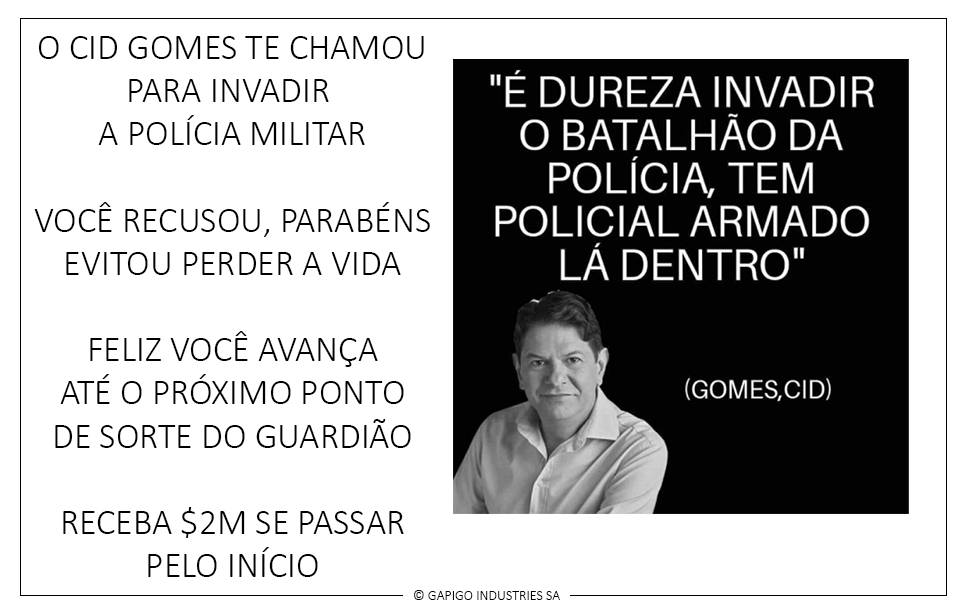 O CID GOMES TE CHAMOU
PARA INVADIR
A POLÍCIA MILITAR
VOCÊ RECUSOU, PARABÉNS
EVITOU PERDER A VIDA
FELIZ VOCÊ AVANÇA
ATÉ O PRÓXIMO PONTO
DE SORTE DO GUARDIÃO
RECEBA $2M SE PASSAR
PELO INÍCIO
"É DUREZA INVADIR
O BATALHÃO DA
POLÍCIA, TEM
POLICIAL ARMADO
LÁ DENTRO"
(GOMES,CID)
© GAPIGO INDUSTRIES SA